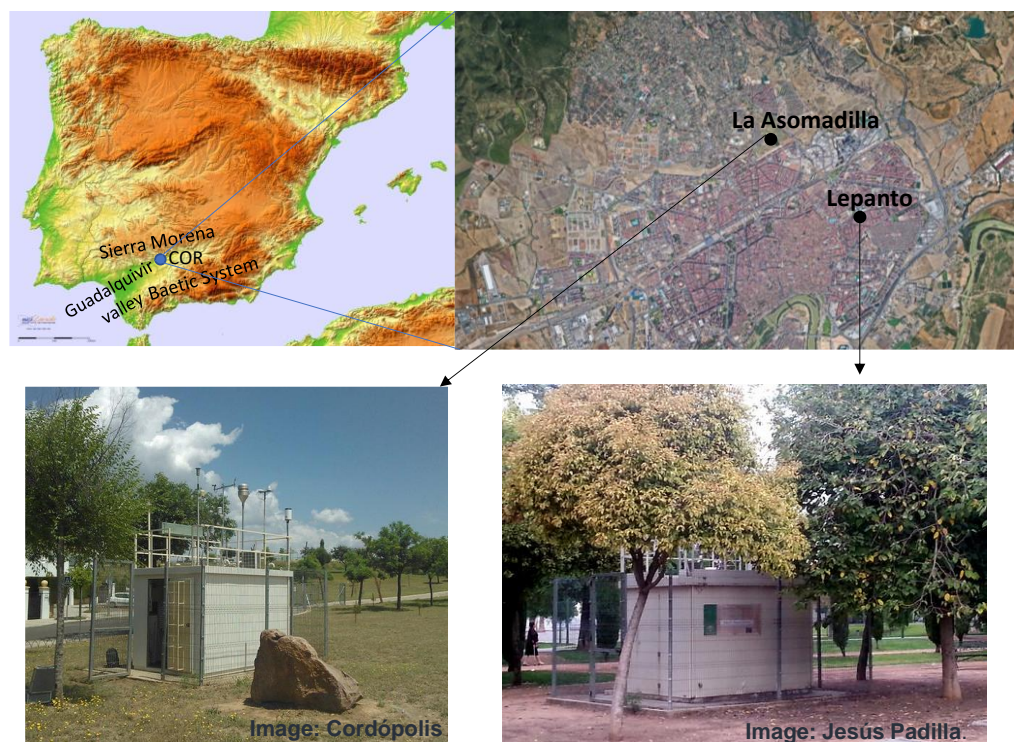 La Asomadilla
Lepanto
Sierra Morena
COR
Guadalquivir
valley Baetic System
Image: Cordópolis
Image: Jesús Padilla.